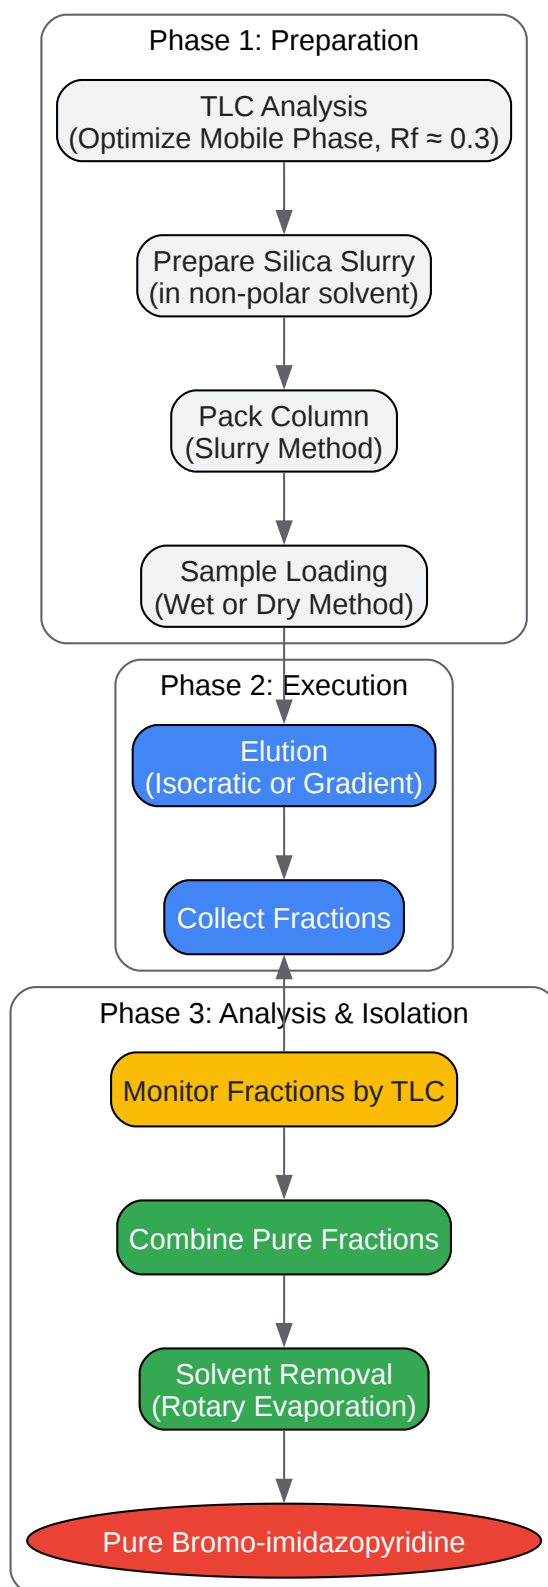 Phase 1: Preparation
TLC Analysis
(Optimize Mobile Phase, Rf ≈ 0.3)
Prepare Silica Slurry
(in non-polar solvent)
Pack Column
(Slurry Method)
Sample Loading
(Wet or Dry Method)
Phase 2: Execution
Elution
(Isocratic or Gradient)
Collect Fractions
Phase 3: Analysis & Isolation
Monitor Fractions by TLC
Combine Pure Fractions
Solvent Removal
(Rotary Evaporation)
Pure Bromo-imidazopyridine